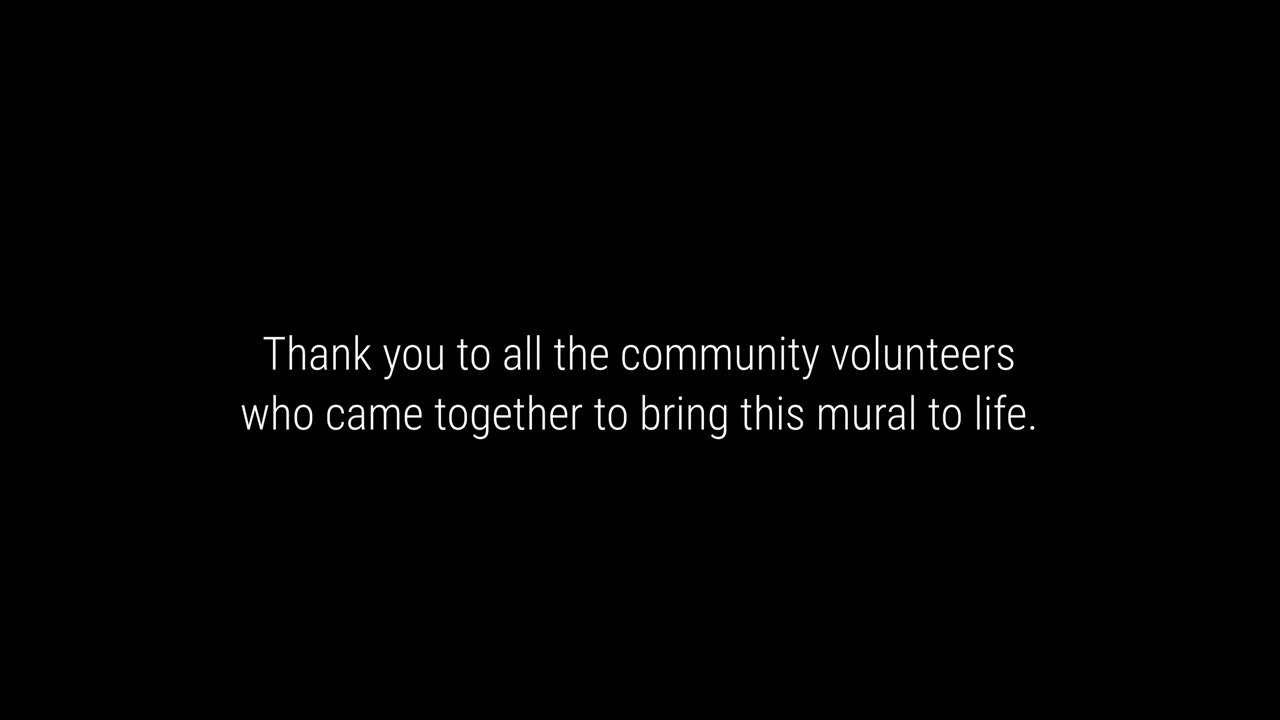 Thank you to all the community volunteers
who came together to bring this mural to life.